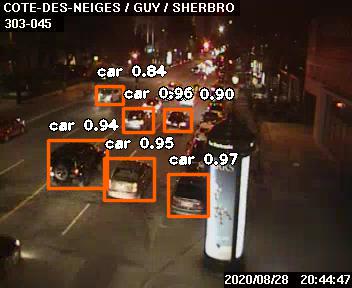 COTE-DES-NEIGES / GUY / SHERBRO
303-045
car 0.84
car 0.96
0.90
car 0.94
car 0.95
car 0.97
2020/08/28 20:44:47